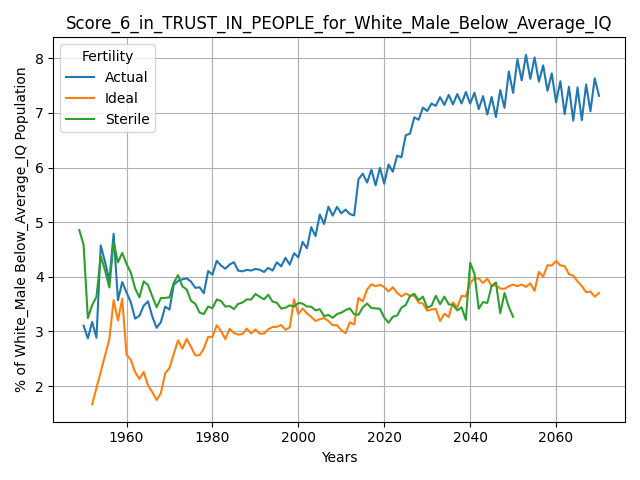 Score_6_in_TRUST_IN_PEOPLE_for_White_Male_Below_Average_IQ
% of White_Male Below_Average_IQ Population
8
7
6
5
4
3
2
Fertility
Actual
Ideal
Sterile
1960 1980 2000 2020 2040 2060
Years